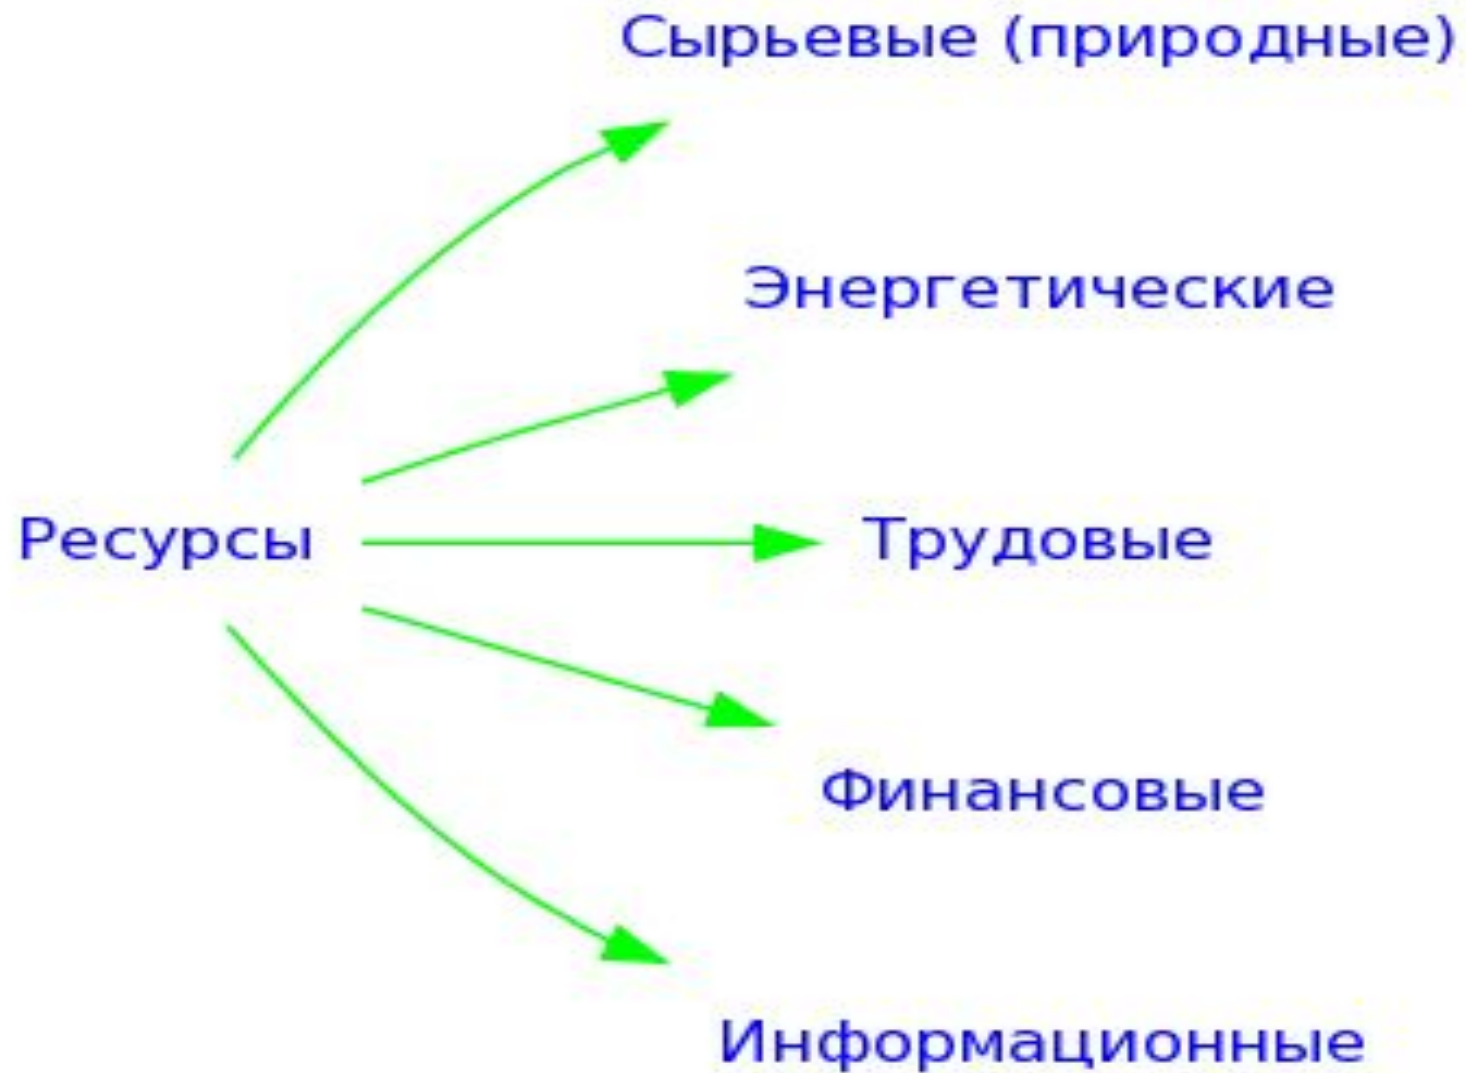 Сырьевые (природные)
Энергетические
Ресурсы
Трудовые
Финансовые
Информационные